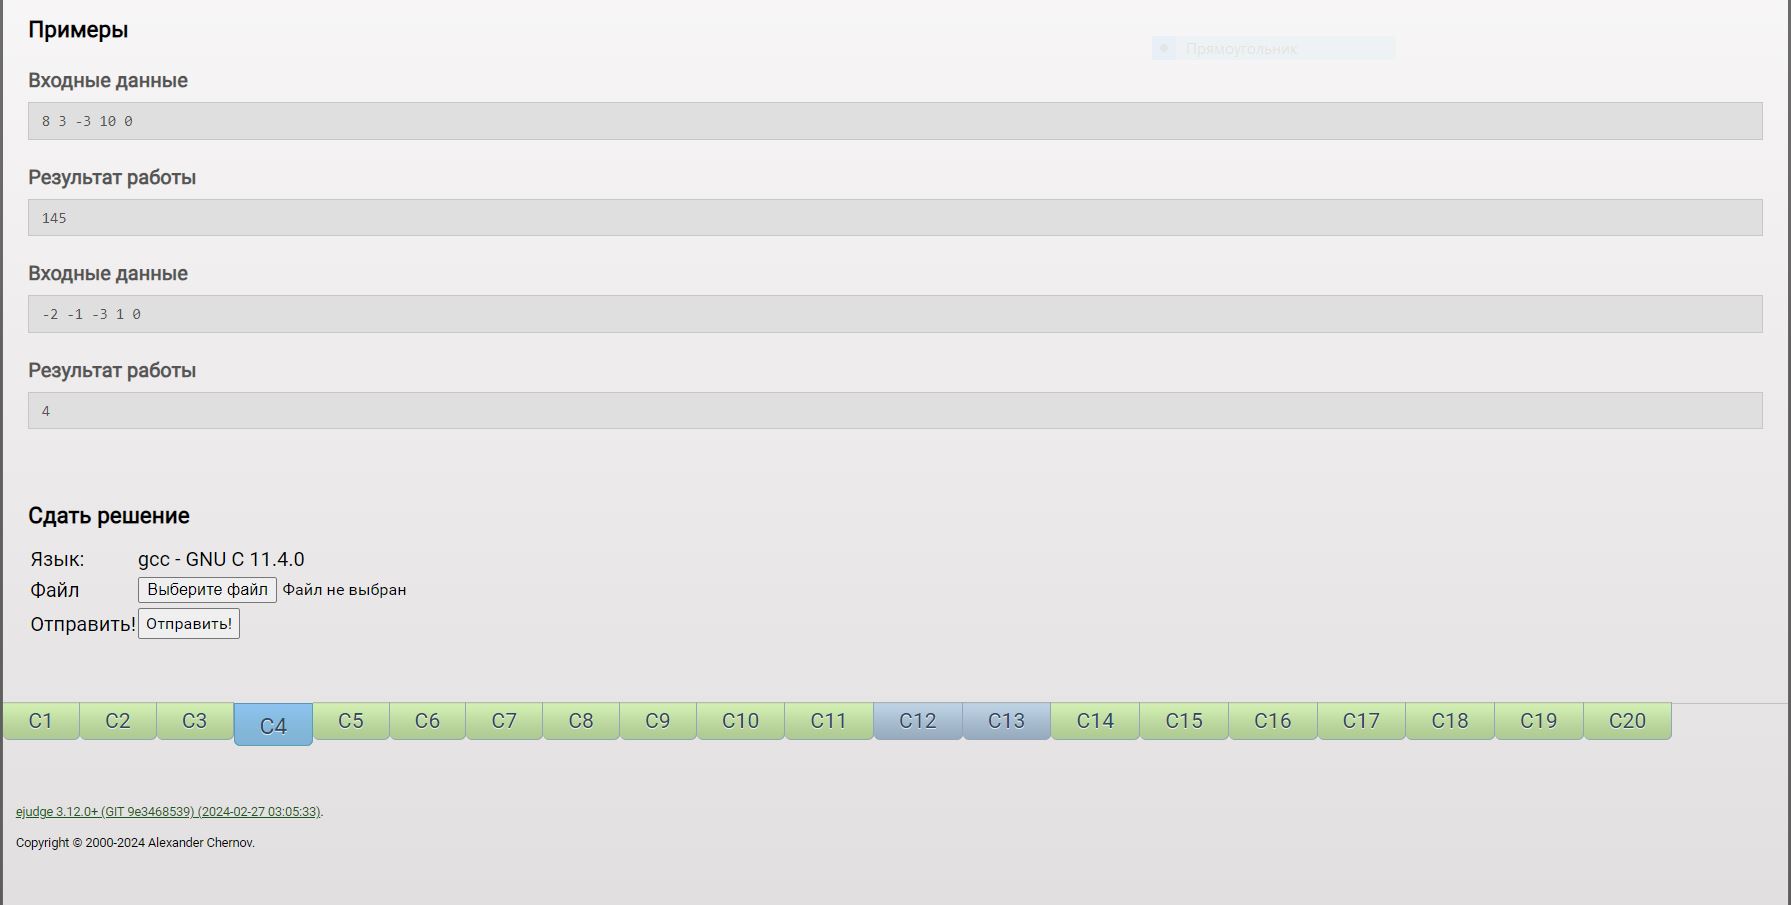 Примеры
Прямоугольник
Входные данные
8 3 -3 10 0
Результат работы
145
Входные данные
-2 -1 -3 1 0
Результат работы
4
Сдать решение
Язык: gcc - GNU C 11.4.0
Файл Выберите файл Файл не выбран
Отправить! Отправить!
C1 C2 C3 C4 C5 C6 C7 C8 C9 C10 C11 C12 C13 C14 C15 C16 C17 C18 C19 C20
ejudge 3.12.0+ (GIT 9e3468539) (2024-02-27 03:05:33).
Copyright © 2000-2024 Alexander Chernov.